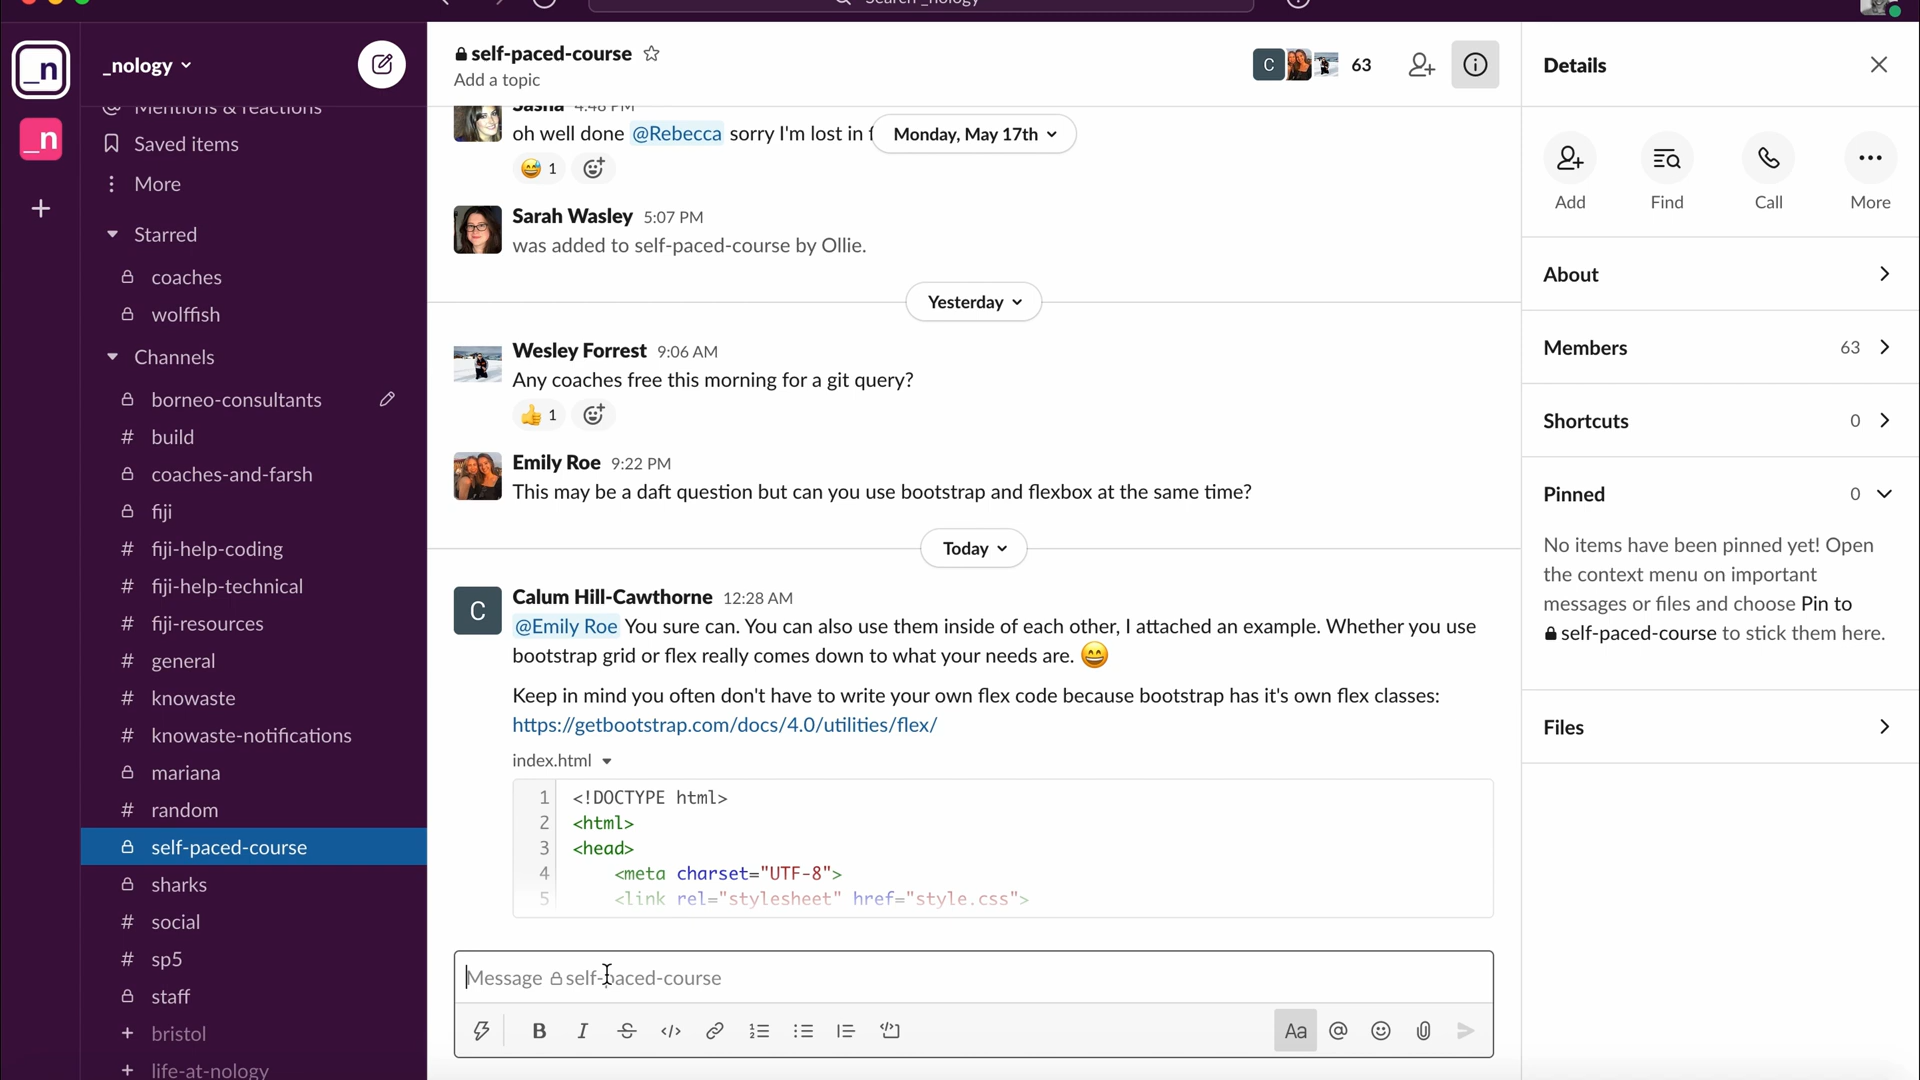 Search _nology
_n
_n
_nology
Mentions & reactions
Saved items
More
Starred
coaches
wolffish
Channels
borneo-consultants
# build
coaches-and-farsh
fiji
# fiji-help-coding
# fiji-help-technical
# fiji-resources
# general
# knowaste
# knowaste-notifications
mariana
# random
self-paced-course
sharks
# social
# sp5
staff
+ bristol
+ life-at-nology
self-paced-course
Add a topic
C
63
Sasha 4:48 PM
oh well done @Rebecca sorry I'm lost in
Monday, May 17th
1
Sarah Wasley 5:07 PM
was added to self-paced-course by Ollie.
Yesterday
Wesley Forrest 9:06 AM
Any coaches free this morning for a git query?
1
Emily Roe 9:22 PM
This may be a daft question but can you use bootstrap and flexbox at the same time?
Today
C
Calum Hill-Cawthorne 12:28 AM
@Emily Roe You sure can. You can also use them inside of each other, I attached an example. Whether you use
bootstrap grid or flex really comes down to what your needs are. 😄
Keep in mind you often don't have to write your own flex code because bootstrap has it's own flex classes:
https://getbootstrap.com/docs/4.0/utilities/flex/
index.html
1 <!DOCTYPE html>
2 <html>
3 <head>
4 <meta charset="UTF-8">
5 <link rel="stylesheet" href="style.css">
Message self-paced-course
B I S </> Aa @
Details
Add Find Call More
About
Members 63
Shortcuts 0
Pinned 0
No items have been pinned yet! Open
the context menu on important
messages or files and choose Pin to
self-paced-course to stick them here.
Files